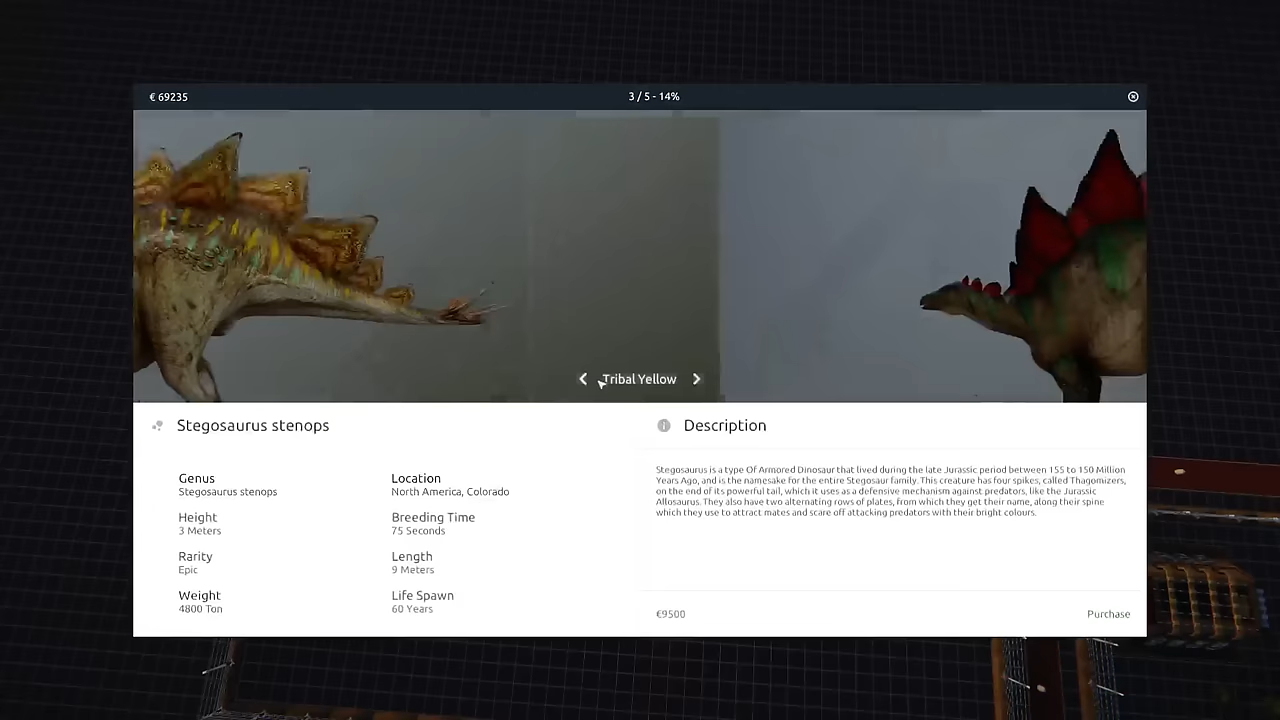 € 69235
3 / 5 - 14%
Tribal Yellow
Stegosaurus stenops
Genus
Stegosaurus stenops
Height
3 Meters
Rarity
Epic
Weight
4800 Ton
Location
North America, Colorado
Breeding Time
75 Seconds
Length
9 Meters
Life Spawn
60 Years
Description
Stegosaurus is a type Of Armored Dinosaur that lived during the late Jurassic period between 155 to 150 Million
Years Ago, and is the namesake for the entire Stegosaur family. This creature has four spikes, called Thagomizers,
on the end of its powerful tail, which it uses as a defensive mechanism against predators, like the Jurassic
Allosaurus. They also have two alternating rows of plates, from which they get their name, along their spine
which they use to attract mates and scare off attacking predators with their bright colours.
€9500
Purchase